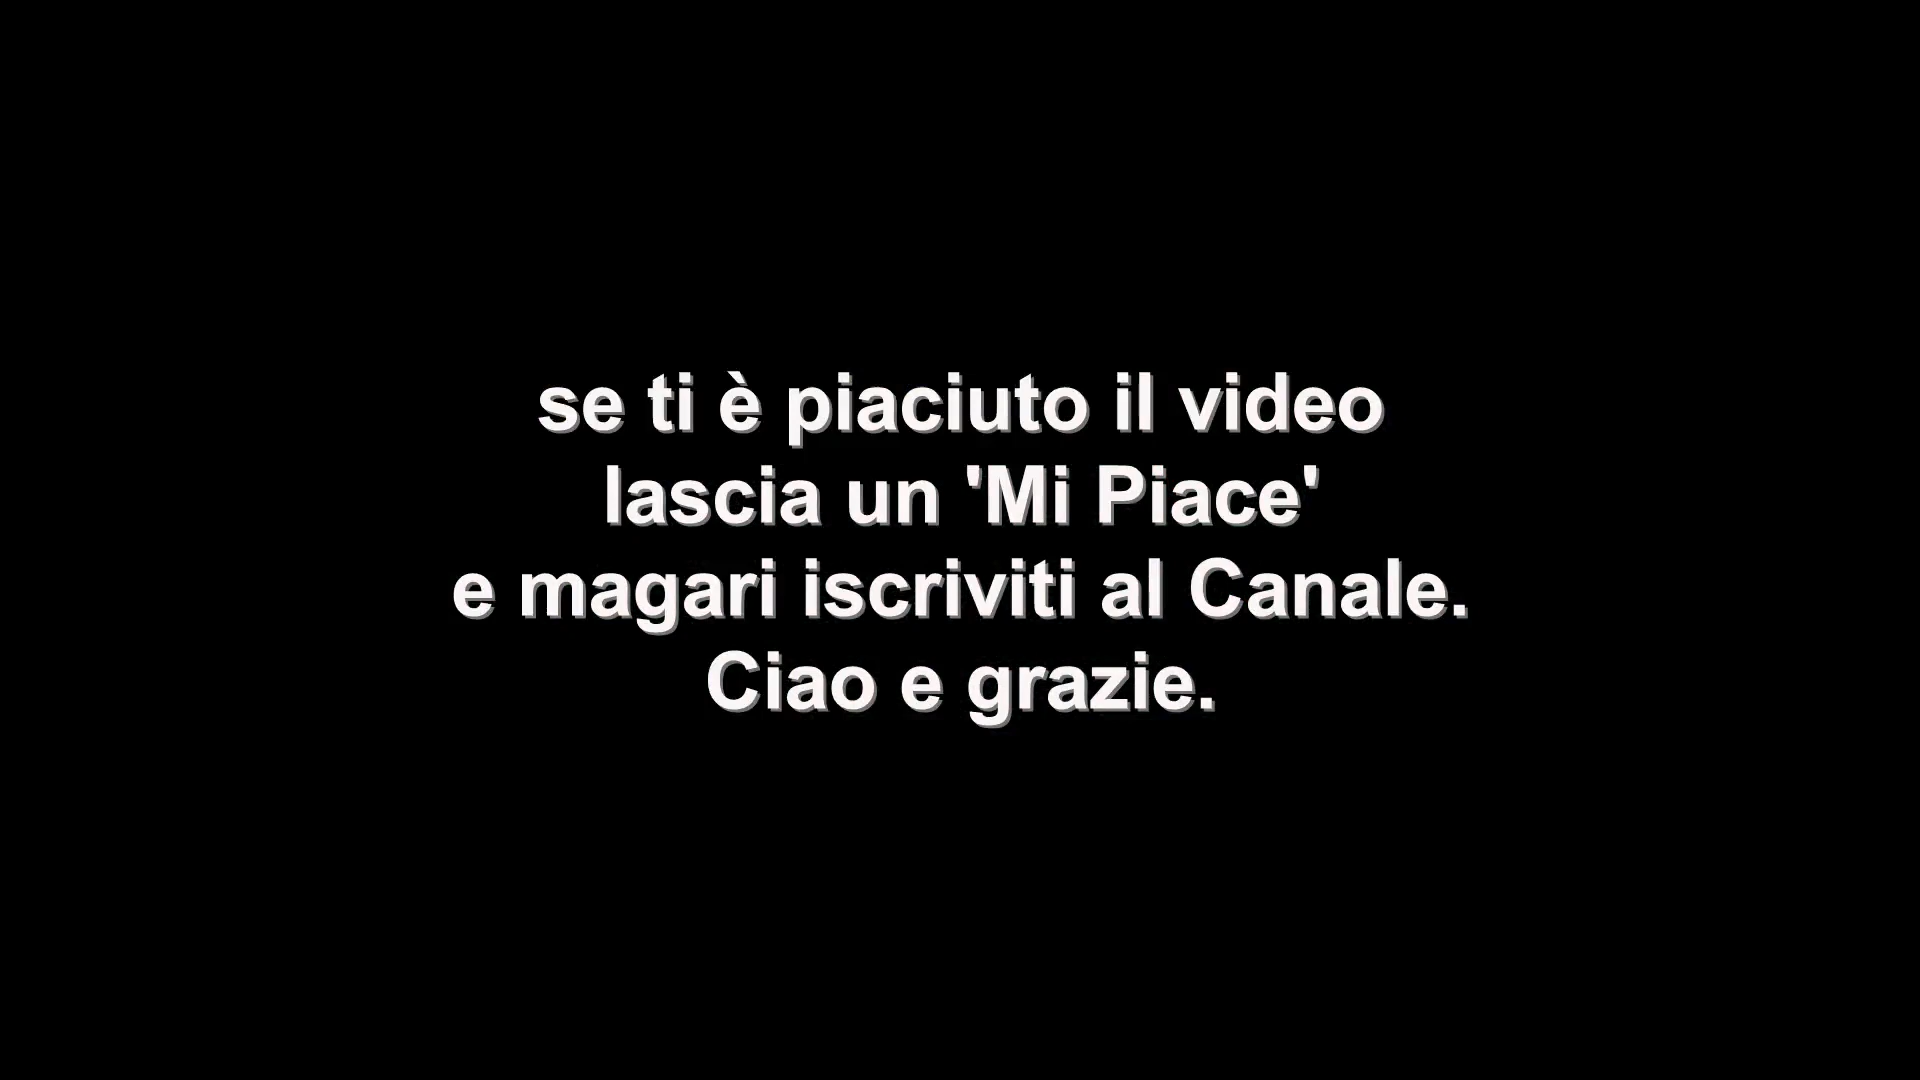 se ti è piaciuto il video
lascia un 'Mi Piace'
e magari iscriviti al Canale.
Ciao e grazie.